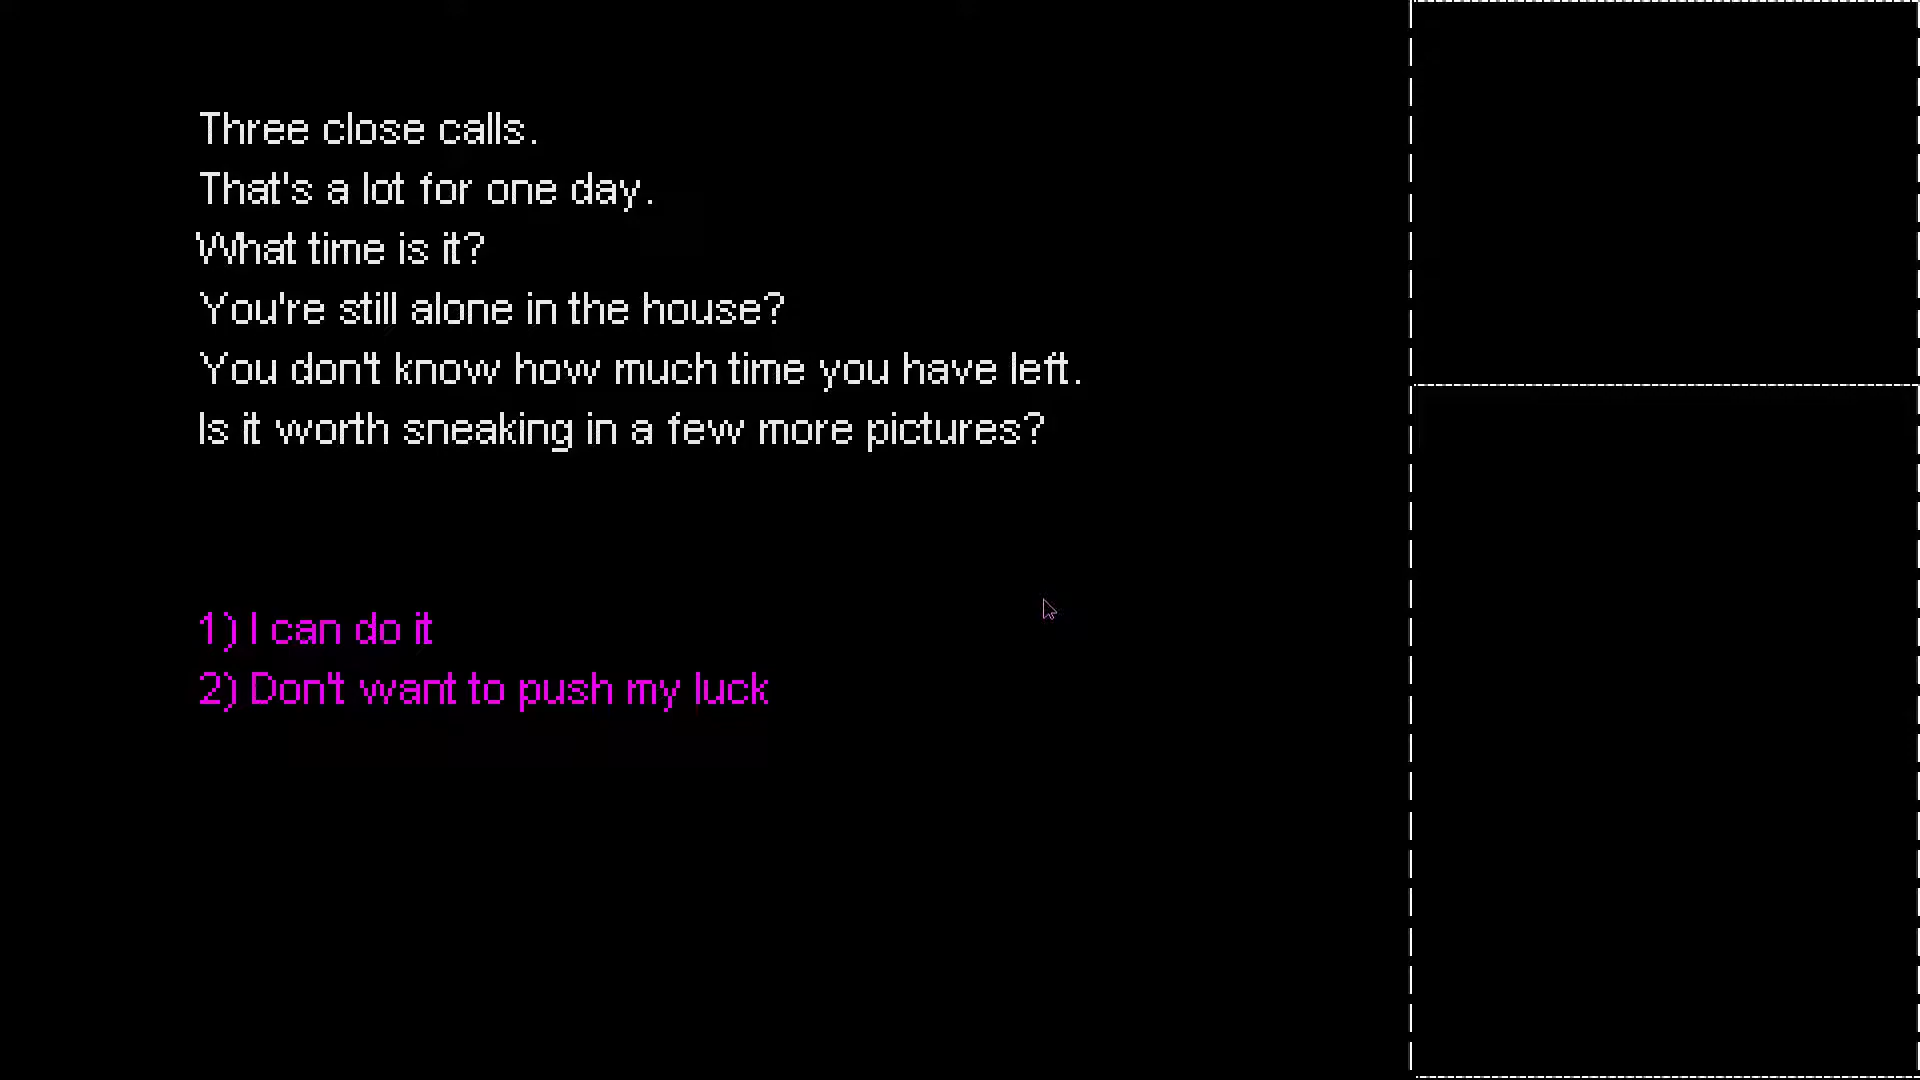 Three close calls.
That's a lot for one day.
What time is it?
You're still alone in the house?
You don't know how much time you have left.
Is it worth sneaking in a few more pictures?
1) I can do it
2) Don't want to push my luck